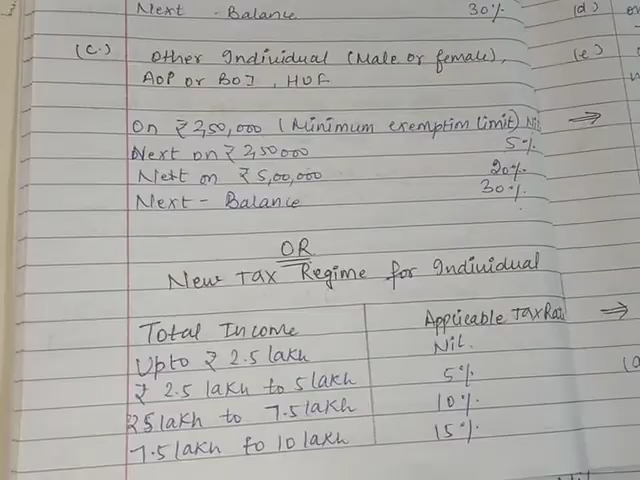 Next - Balance 30% (d)
(C.) Other Individual (Male or female), (e)
AOP or BOI, HUF
On ₹ 2,50,000 (Minimum exemption limit) Nil ⇒
Next on ₹ 2,50000 5%
Next on ₹ 5,00,000 20%
Next - Balance 30%
OR
New Tax Regime for Individual
Total Income Applicable Tax Rate ⇒
Upto ₹ 2.5 lakh Nil.
₹ 2.5 lakh to 5 lakh 5%
₹ 5 lakh to 7.5 lakh 10%
7.5 lakh to 10 lakh 15%